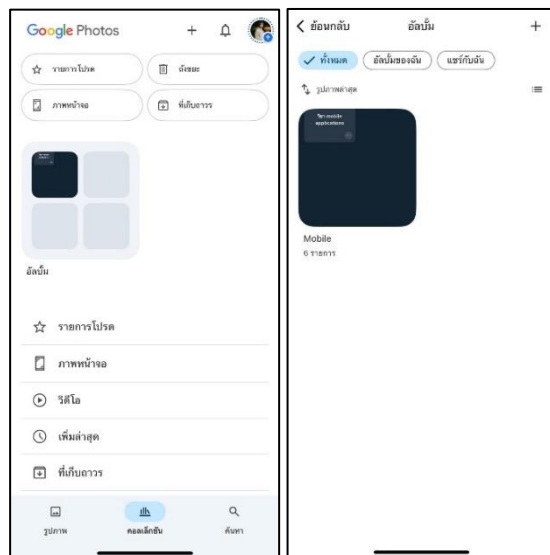 Google Photos
รายการโปรด
ถังขยะ
ภาพหน้าจอ
ที่เก็บถาวร
อัลบั้ม
รายการโปรด
ภาพหน้าจอ
วิดีโอ
เพิ่มล่าสุด
ที่เก็บถาวร
รูปภาพ
คอลเล็กชัน
ค้นหา
ย้อนกลับ
อัลบั้ม
ทั้งหมด
อัลบั้มของฉัน
แชร์กับฉัน
รูปภาพล่าสุด
วิชา mobile
applications
Mobile
6 รายการ